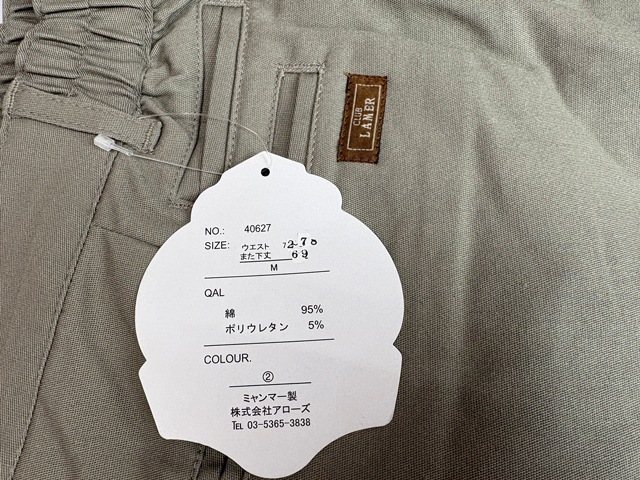 CLUB
LAMER
NO.: 40627
SIZE: ウエスト 78
また下丈 69
M
QAL
綿 95%
ポリウレタン 5%
COLOUR.
②
ミャンマー製
株式会社アローズ
TEL 03-5365-3838